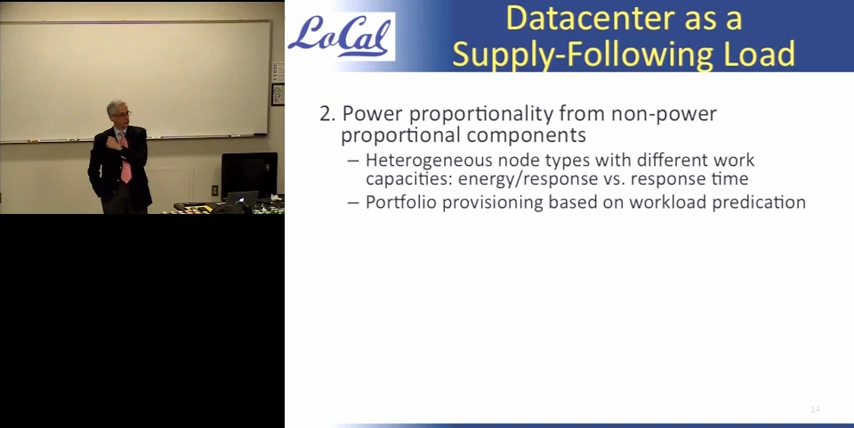 LoCal
Datacenter as a
Supply-Following Load
2. Power proportionality from non-power
proportional components
– Heterogeneous node types with different work
capacities: energy/response vs. response time
– Portfolio provisioning based on workload predication
14